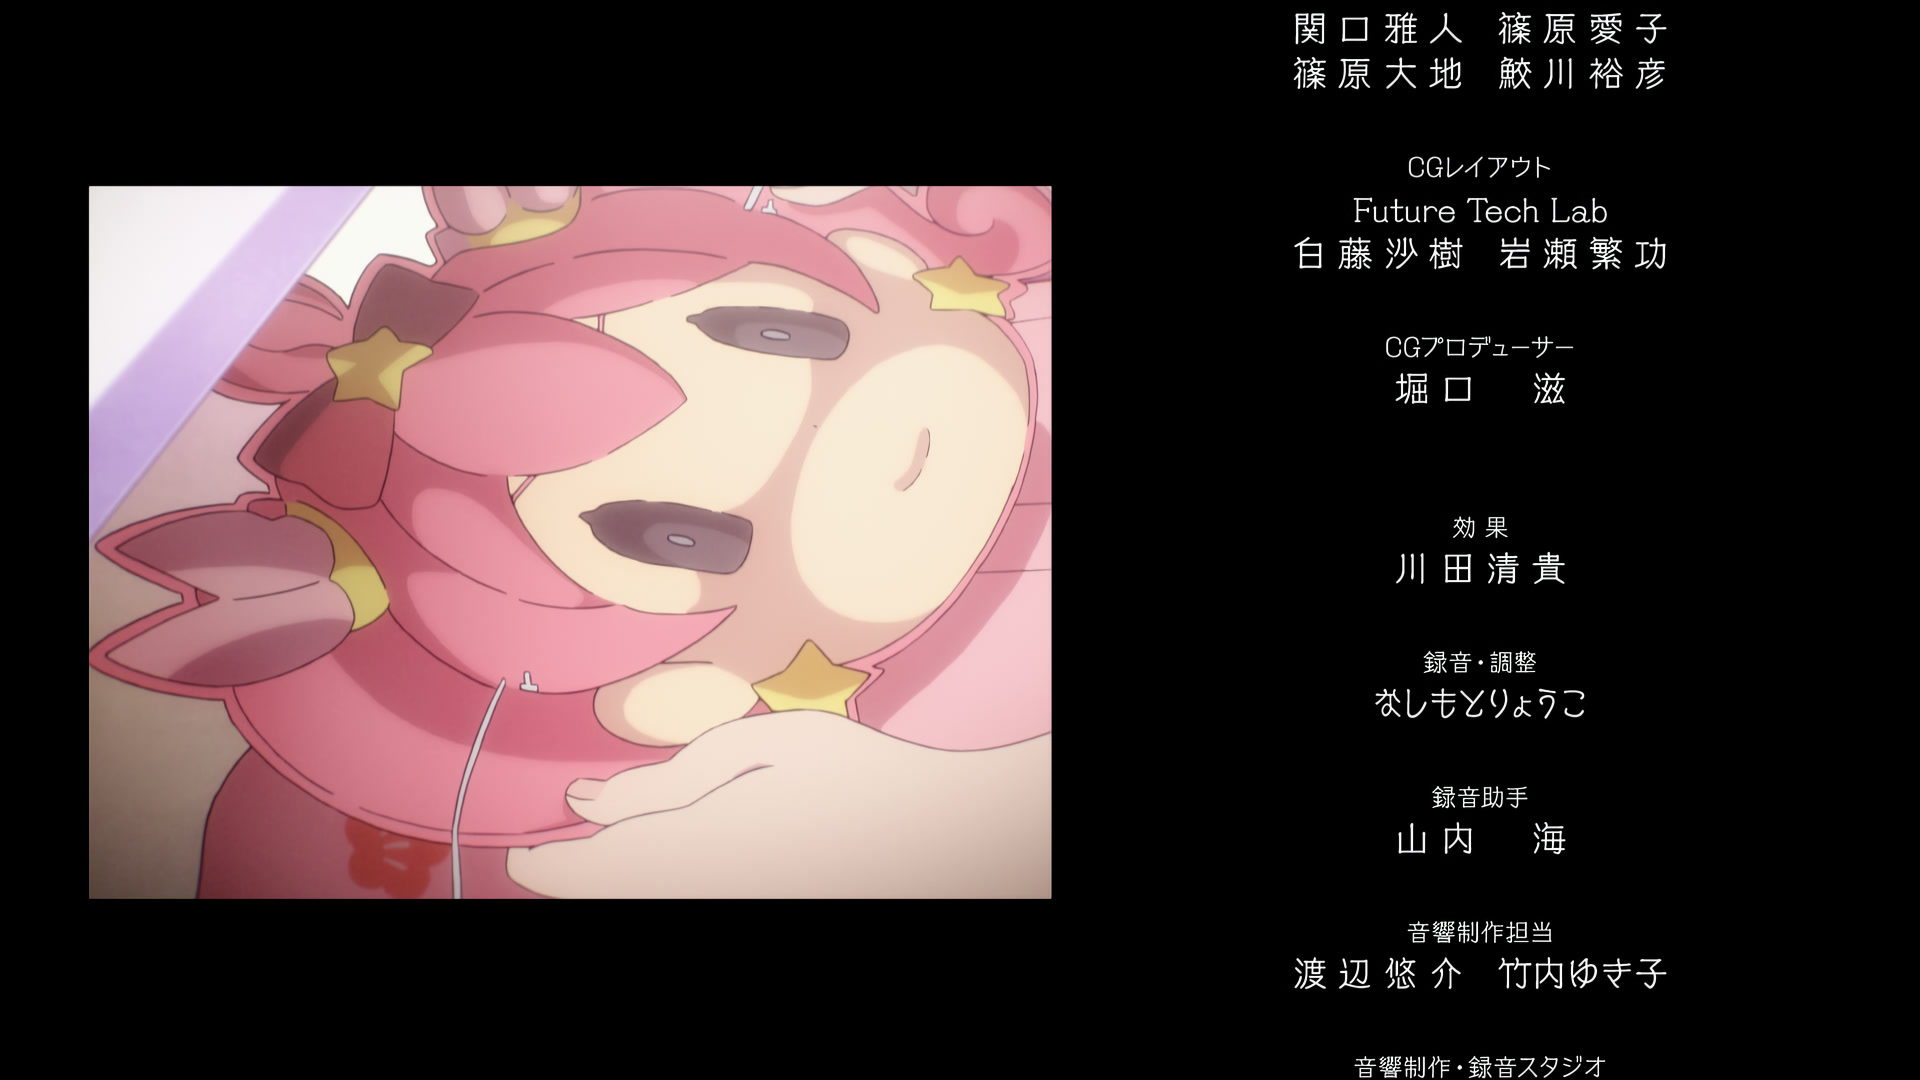 関口雅人 篠原愛子
篠原大地 鮫川裕彦
CGレイアウト
Future Tech Lab
白藤沙樹 岩瀬繁功
CGプロデューサー
堀口 滋
効果
川田清貴
録音・調整
なしもとりょうこ
録音助手
山内 海
音響制作担当
渡辺悠介 竹内ゆき子
音響制作・録音スタジオ